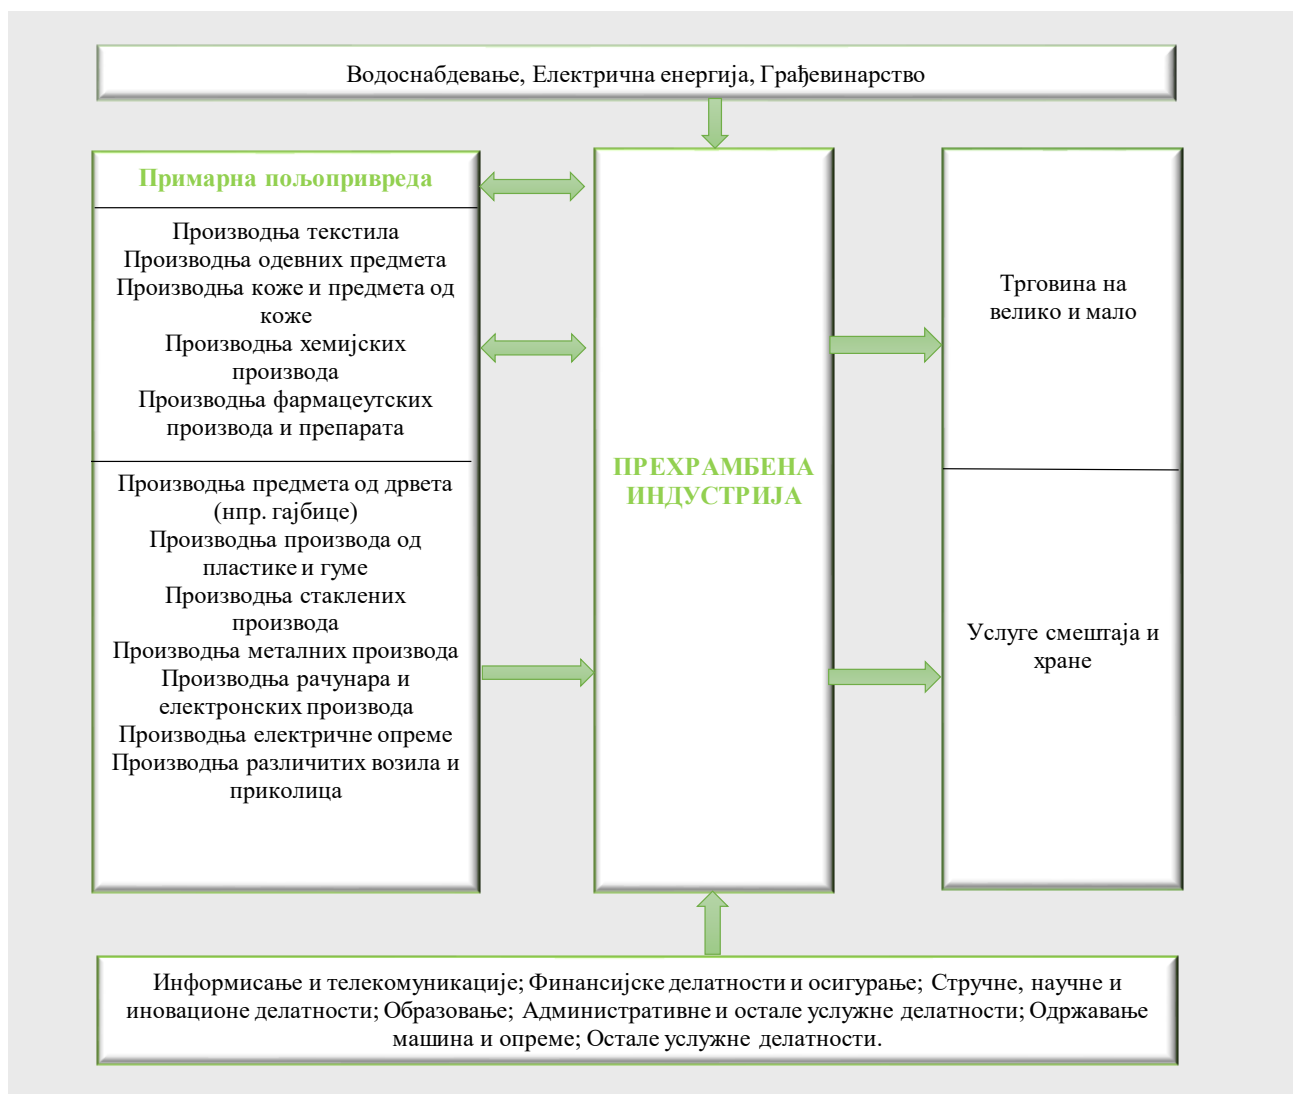 Водоснабдевање, Електрична енергија, Грађевинарство
Примарна пољопривреда
Производња текстила
Производња одевних предмета
Производња коже и предмета од
коже
Производња хемијских
производа
Производња фармацеутских
производа и препарата
Производња предмета од дрвета
(нпр. гајбице)
Производња производа од
пластике и гуме
Производња стаклених
производа
Производња металних производа
Производња рачунара и
електронских производа
Производња електричне опреме
Производња различитих возила и
приколица
ПРЕХРАМБЕНА
ИНДУСТРИЈА
Трговина на
велико и мало
Услуге смештаја и
хране
Информисање и телекомуникације; Финансијске делатности и осигурање; Стручне, научне и
иновационе делатности; Образовање; Административне и остале услужне делатности; Одржавање
машина и опреме; Остале услужне делатности.